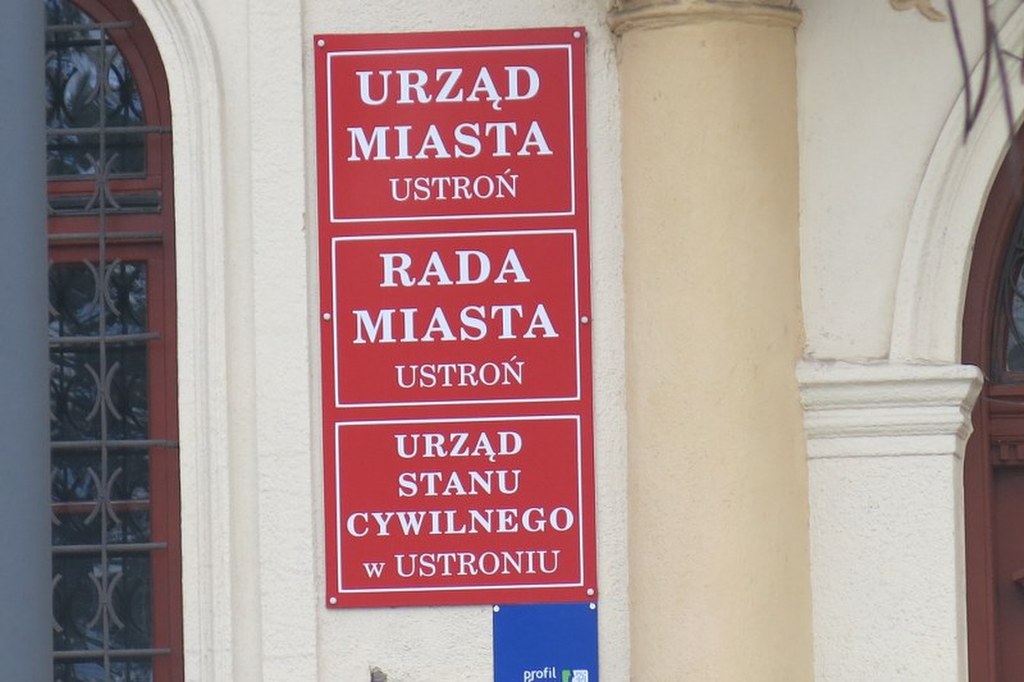 URZĄD
MIASTA
USTROŃ
RADA
MIASTA
USTROŃ
URZĄD
STANU
CYWILNEGO
w USTRONIU
profil